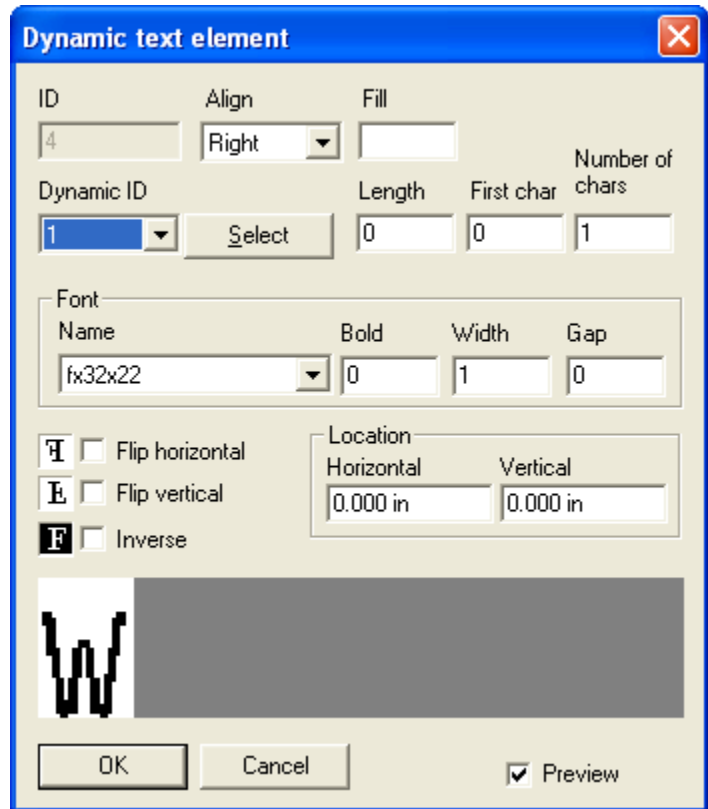 Dynamic text element
ID Align Fill
4 Right
Number of
chars
Dynamic ID Length First char
1 Select 0 0 1
Font
Name Bold Width Gap
fx32x22 0 1 0
F Flip horizontal
E Flip vertical
F Inverse
Location
Horizontal Vertical
0.000 in 0.000 in
W
OK Cancel Preview